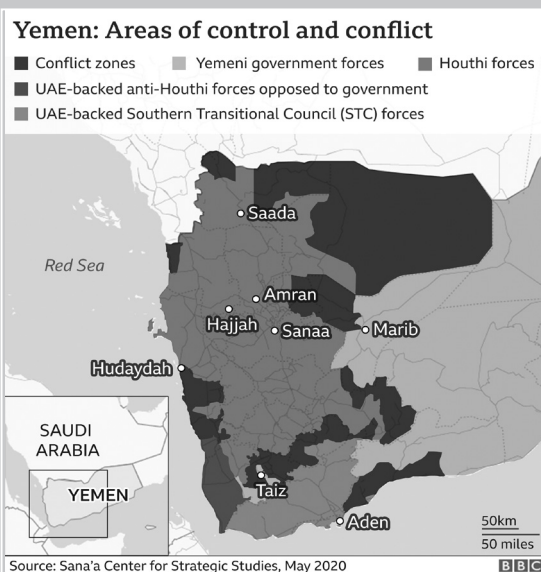 Yemen: Areas of control and conflict
Conflict zones
Yemeni government forces
Houthi forces
UAE-backed anti-Houthi forces opposed to government
UAE-backed Southern Transitional Council (STC) forces
Saada
Red Sea
Amran
Hajjah
Sanaa
Marib
Hudaydah
SAUDI
ARABIA
YEMEN
Taiz
Aden
50km
50 miles
Source: Sana'a Center for Strategic Studies, May 2020
BBC